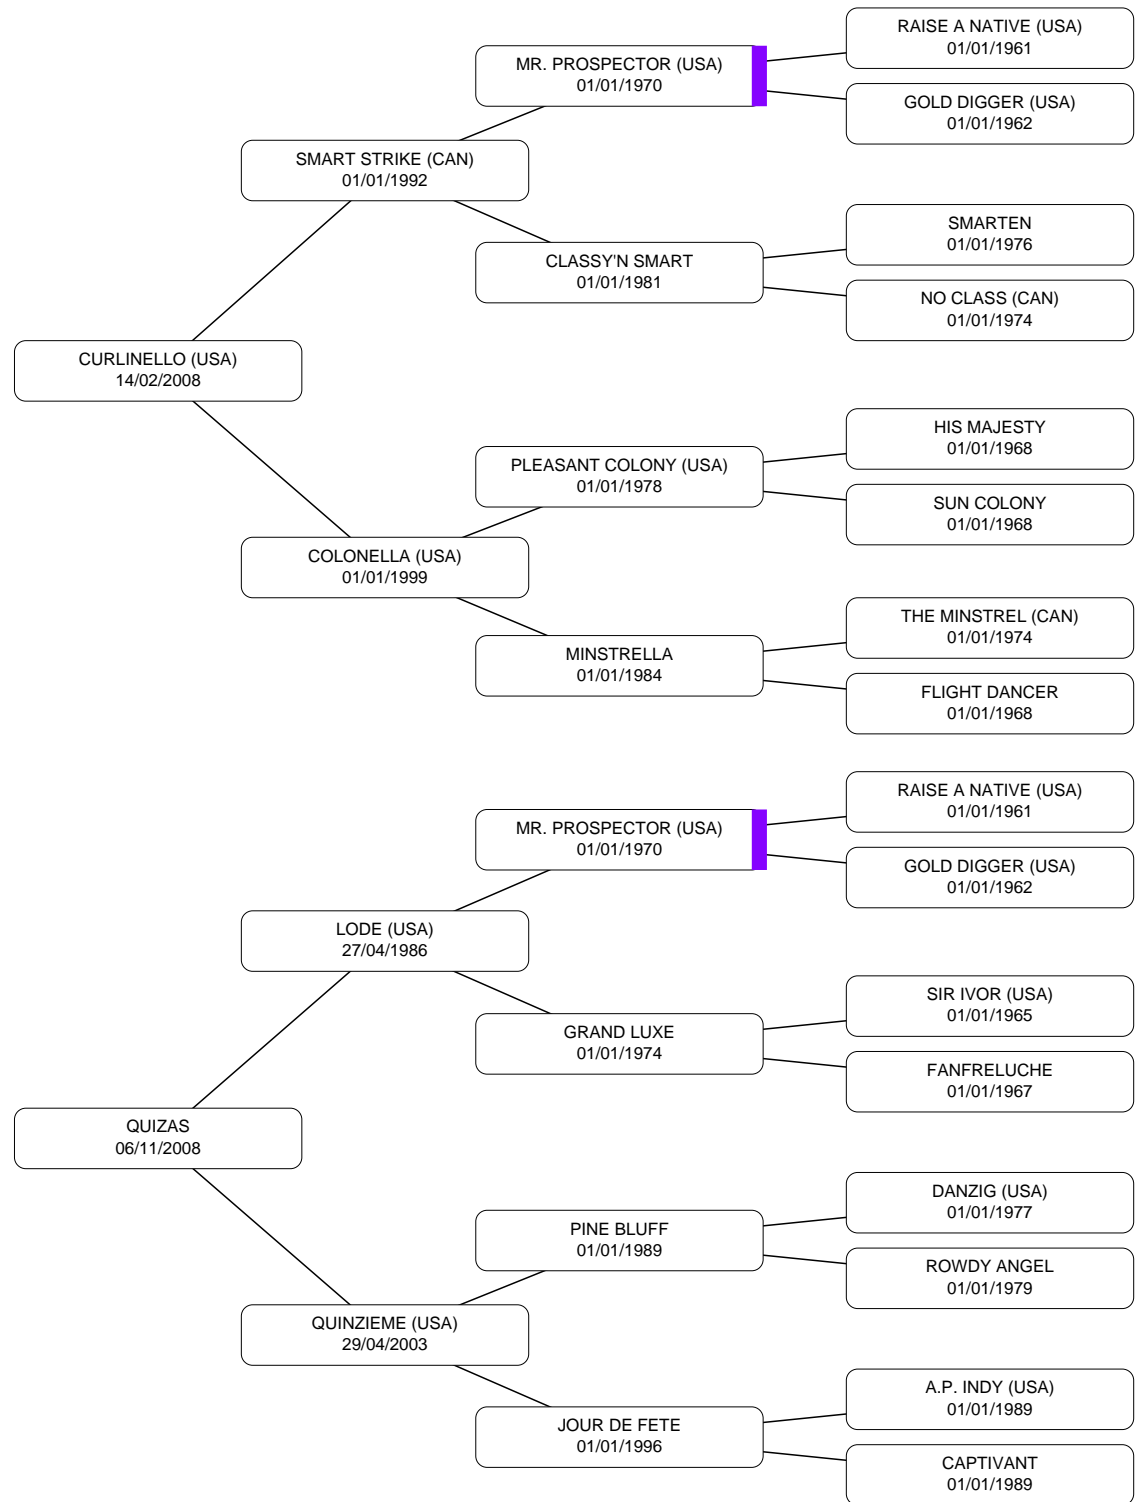 RAISE A NATIVE (USA)
01/01/1961
MR. PROSPECTOR (USA)
01/01/1970
GOLD DIGGER (USA)
01/01/1962
SMART STRIKE (CAN)
01/01/1992
SMARTEN
01/01/1976
CLASSY'N SMART
01/01/1981
NO CLASS (CAN)
01/01/1974
CURLINELLO (USA)
14/02/2008
HIS MAJESTY
01/01/1968
PLEASANT COLONY (USA)
01/01/1978
SUN COLONY
01/01/1968
COLONELLA (USA)
01/01/1999
THE MINSTREL (CAN)
01/01/1974
MINSTRELLA
01/01/1984
FLIGHT DANCER
01/01/1968
RAISE A NATIVE (USA)
01/01/1961
MR. PROSPECTOR (USA)
01/01/1970
GOLD DIGGER (USA)
01/01/1962
LODE (USA)
27/04/1986
SIR IVOR (USA)
01/01/1965
GRAND LUXE
01/01/1974
FANFRELUCHE
01/01/1967
QUIZAS
06/11/2008
DANZIG (USA)
01/01/1977
PINE BLUFF
01/01/1989
ROWDY ANGEL
01/01/1979
QUINZIEME (USA)
29/04/2003
A.P. INDY (USA)
01/01/1989
JOUR DE FETE
01/01/1996
CAPTIVANT
01/01/1989